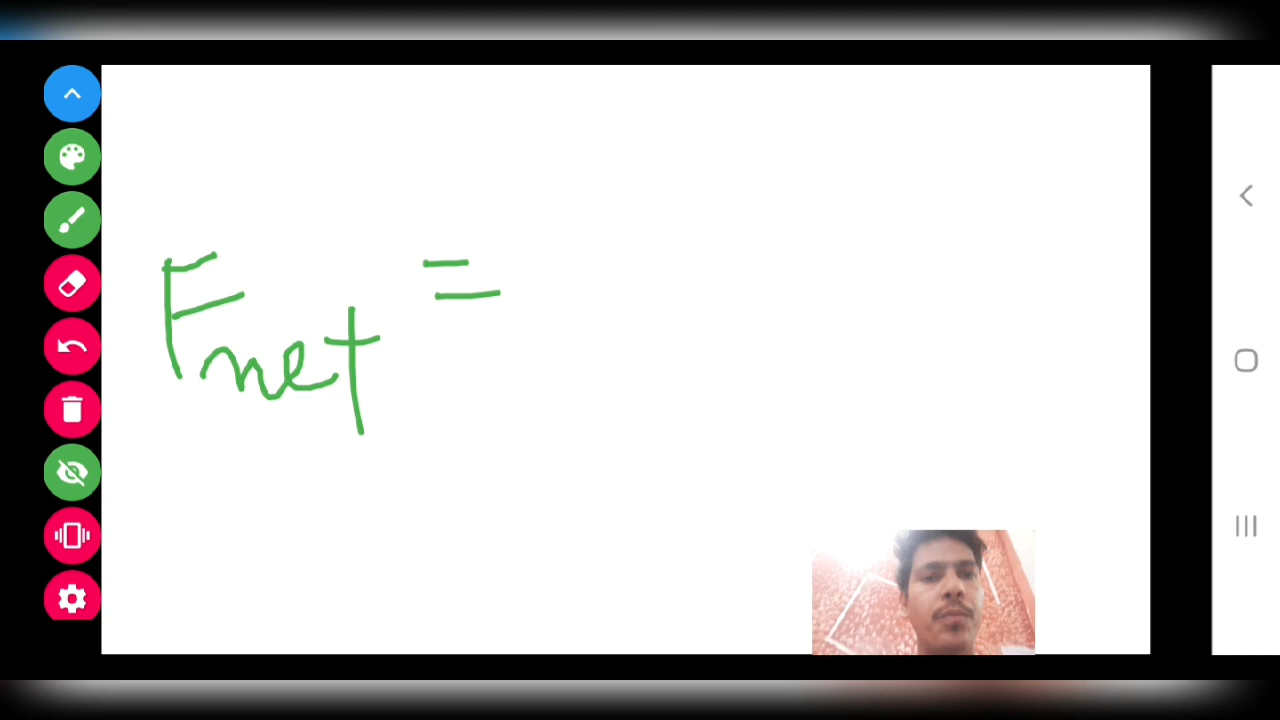 Fnet =